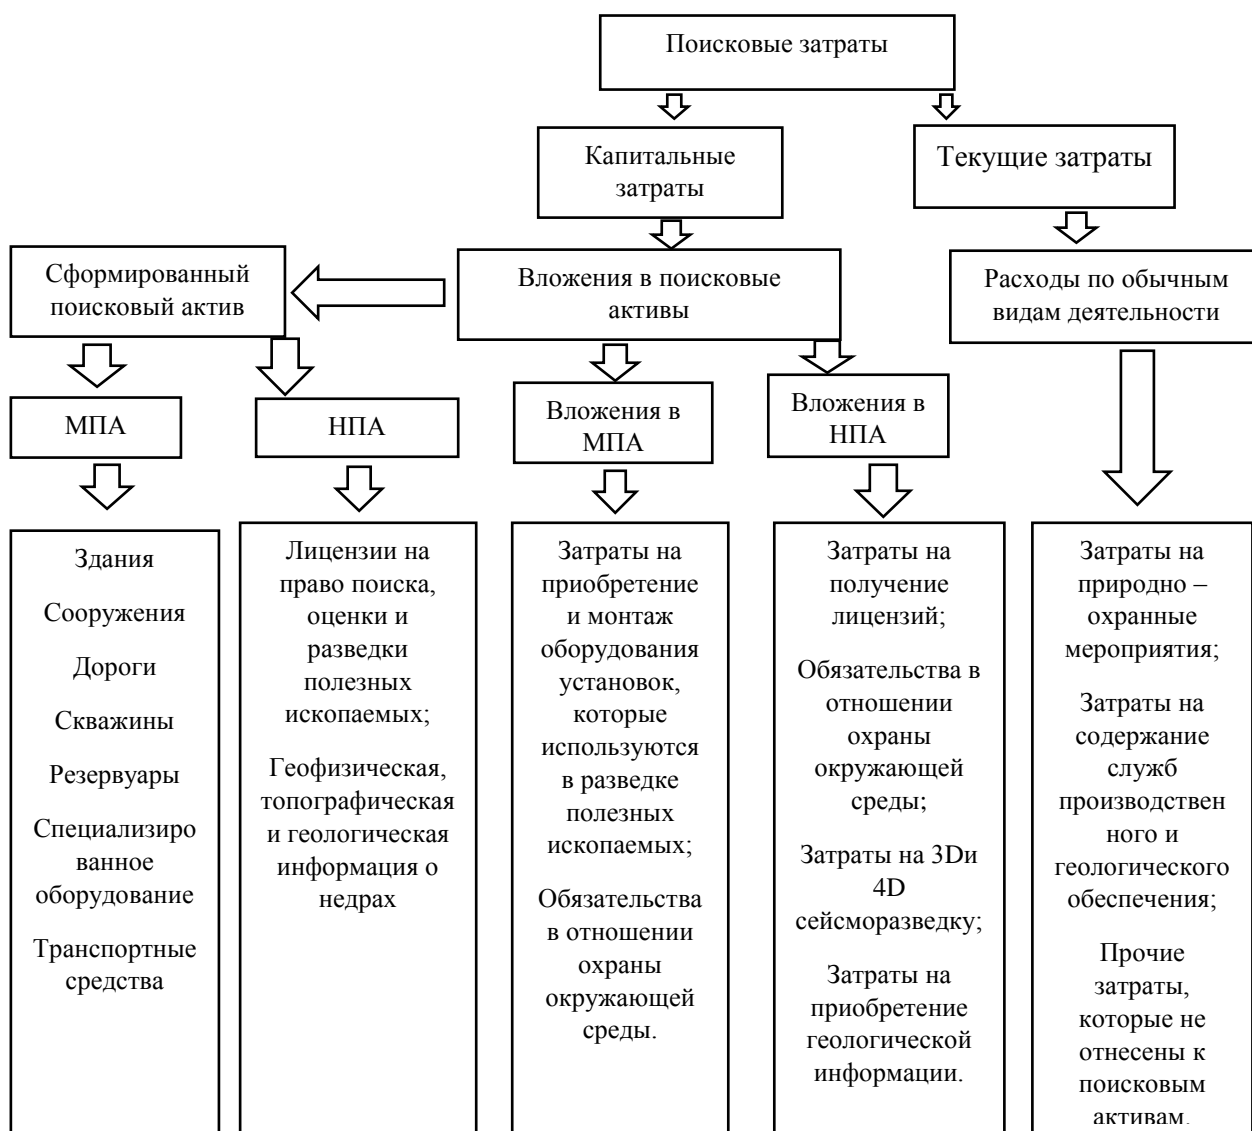 Поисковые затраты
Капитальные
затраты
Текущие затраты
Сформированный
поисковый актив
Вложения в поисковые
активы
Расходы по обычным
видам деятельности
МПА
НПА
Вложения в
МПА
Вложения в
НПА
Здания
Сооружения
Дороги
Скважины
Резервуары
Специализиро
ванное
оборудование
Транспортные
средства
Лицензии на
право поиска,
оценки и
разведки
полезных
ископаемых;
Геофизическая,
топографическая
и геологическая
информация о
недрах
Затраты на
приобретение
и монтаж
оборудования
установок,
которые
используются
в разведке
полезных
ископаемых;
Обязательства
в отношении
охраны
окружающей
среды.
Затраты на
получение
лицензий;
Обязательства в
отношении
охраны
окружающей
среды;
Затраты на 3Dи
4D
сейсморазведку;
Затраты на
приобретение
геологической
информации.
Затраты на
природно –
охранные
мероприятия;
Затраты на
содержание
служб
производствен
ного и
геологического
обеспечения;
Прочие
затраты,
которые не
отнесены к
поисковым
активам.